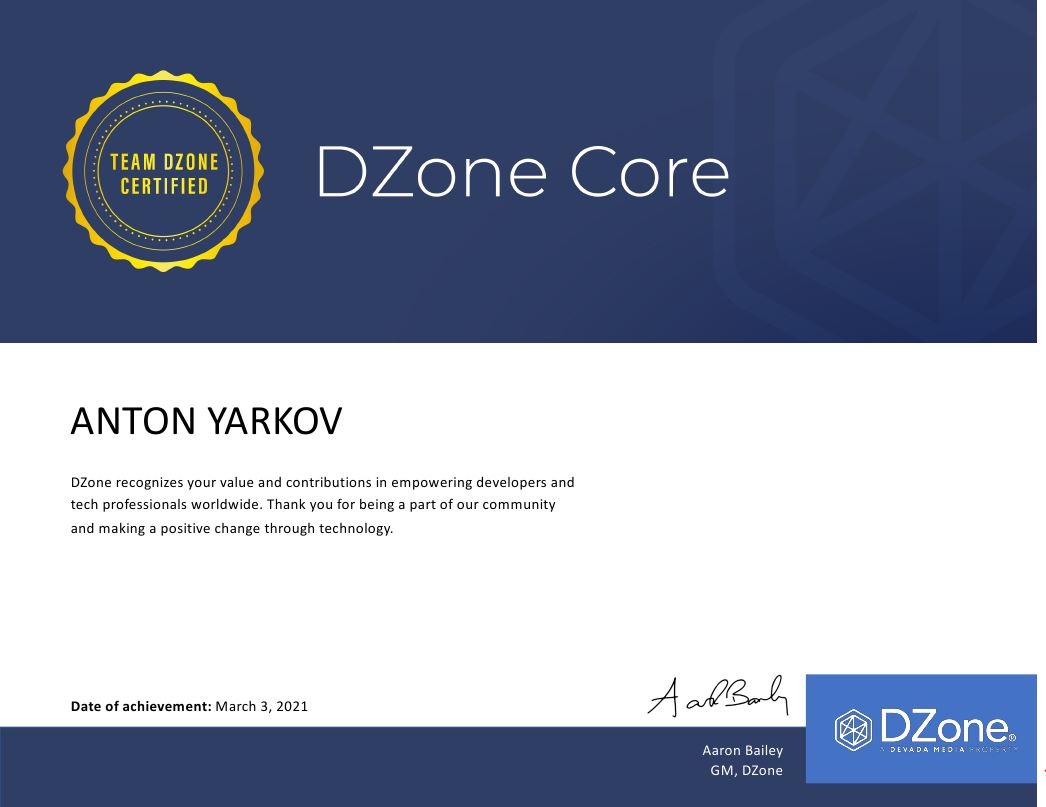 TEAM DZONE
CERTIFIED
DZone Core
ANTON YARKOV
DZone recognizes your value and contributions in empowering developers and
tech professionals worldwide. Thank you for being a part of our community
and making a positive change through technology.
Date of achievement: March 3, 2021
Aaron Bailey
Aaron Bailey
GM, DZone
DZone®
A DEVADA MEDIA PROPERTY